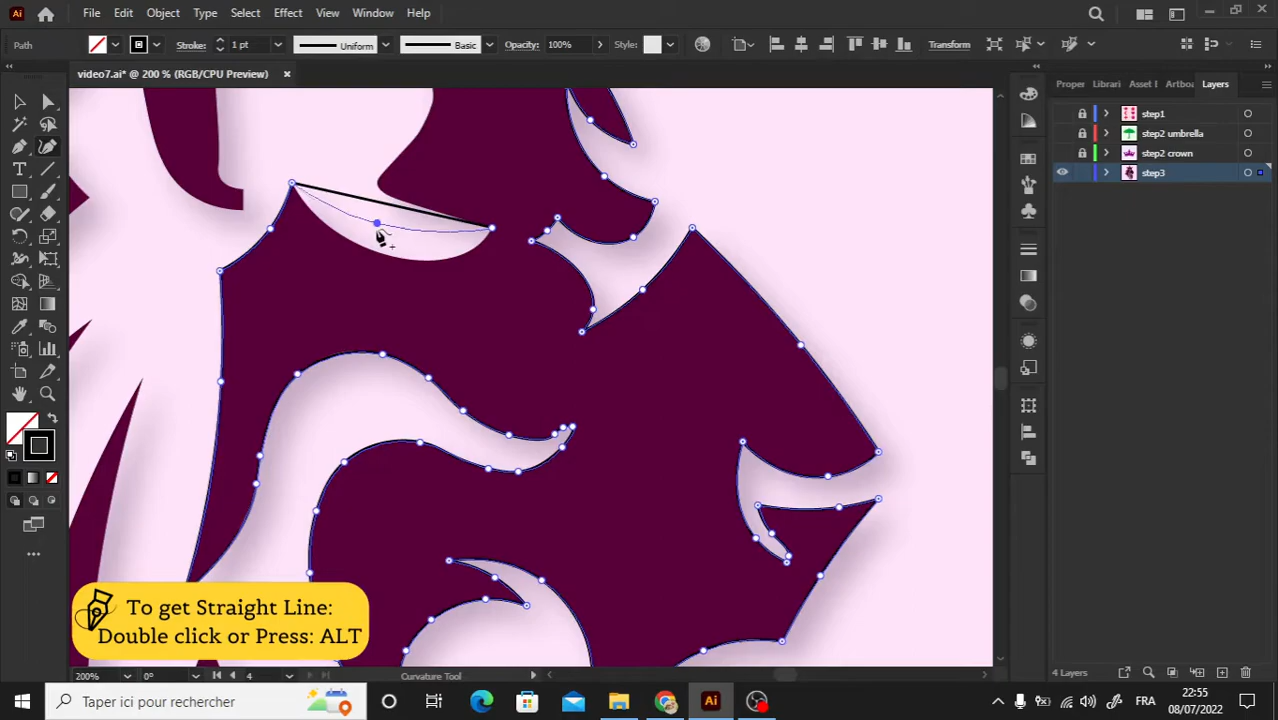 Ai File Edit Object Type Select Effect View Window Help
Path Stroke: 1 pt Uniform Basic Opacity: 100% Style: Transform
video7.ai* @ 200 % (RGB/CPU Preview) ×
Proper Librari Asset I Artboa Layers
step1
step2 umbrella
step2 crown
step3
To get Straight Line:
Double click or Press: ALT
200% 0° 4 Curvature Tool
4 Layers
Taper ici pour rechercher
Ai
22:55
08/07/2022